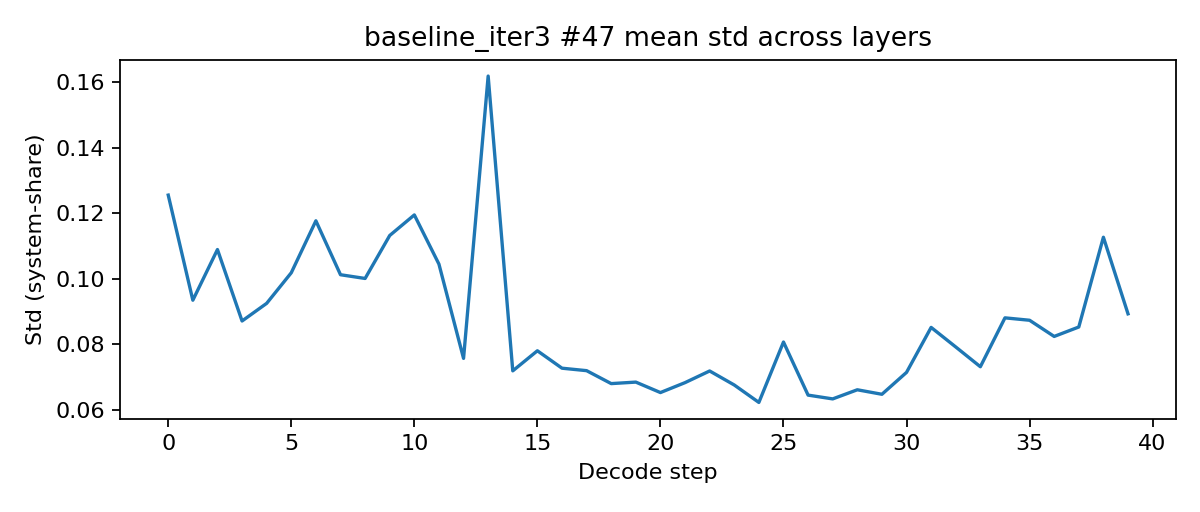 baseline_iter3 #47 mean std across layers
Std (system-share)
0.16
0.14
0.12
0.10
0.08
0.06
0 5 10 15 20 25 30 35 40
Decode step